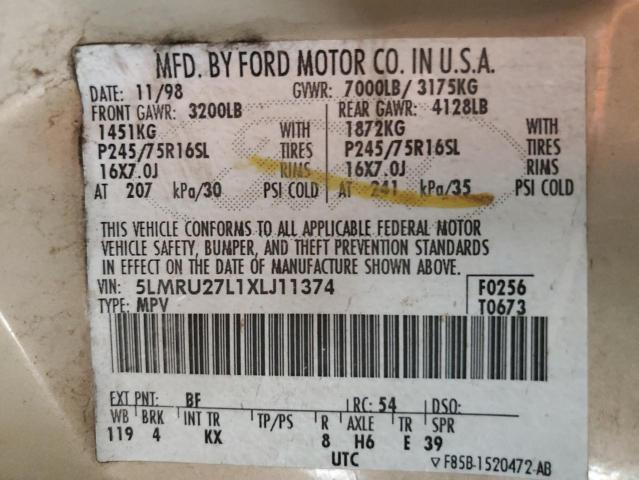 MFD. BY FORD MOTOR CO. IN U.S.A.
DATE: 11/98 GVWR: 7000LB/ 3175KG
FRONT GAWR: 3200LB REAR GAWR: 4128LB
1451KG WITH 1872KG WITH
P245/75R16SL TIRES P245/75R16SL TIRES
16X7.0J RIMS 16X7.0J RIMS
AT 207 kPa/30 PSI COLD AT 241 kPa/35 PSI COLD
THIS VEHICLE CONFORMS TO ALL APPLICABLE FEDERAL MOTOR
VEHICLE SAFETY, BUMPER, AND THEFT PREVENTION STANDARDS
IN EFFECT ON THE DATE OF MANUFACTURE SHOWN ABOVE.
VIN: 5LMRU27L1XLJ11374 F0256
TYPE: MPV T0673
EXT PNT: BF RC: 54 DSO:
WB BRK INT TR TP/PS R AXLE TR SPR
119 4 KX 8 H6 E 39
UTC ▽ F85B-1520472-AB